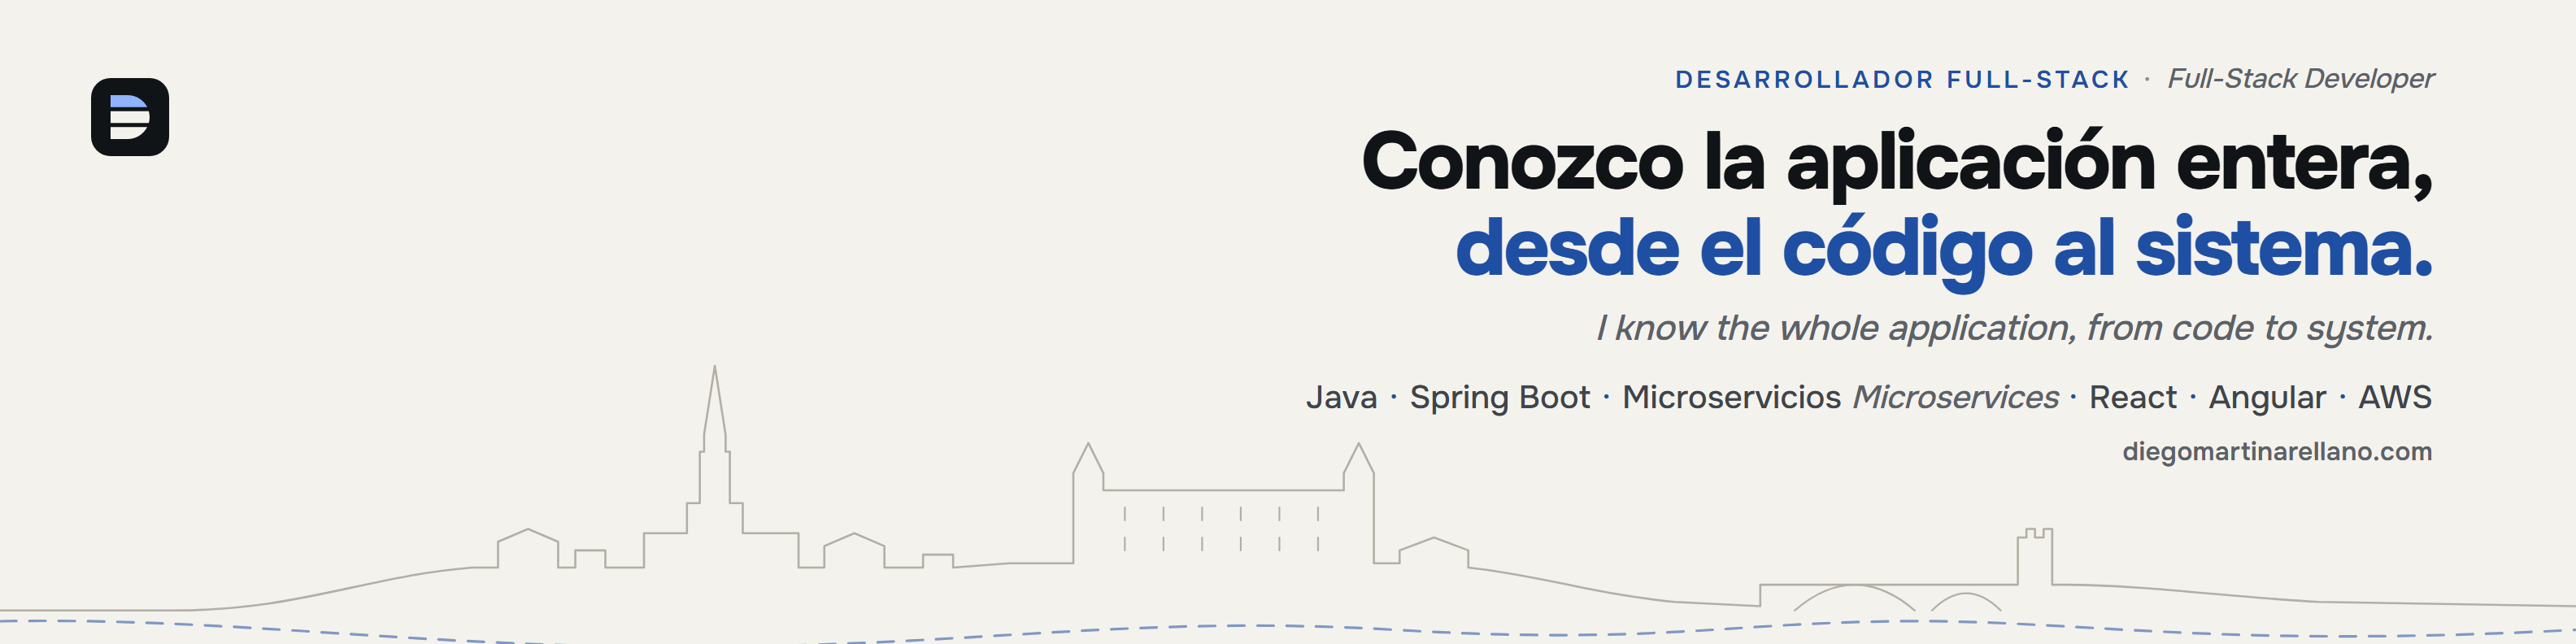 DESARROLLADOR FULL-STACK · Full-Stack Developer
Conozco la aplicación entera,
desde el código al sistema.
I know the whole application, from code to system.
Java · Spring Boot · Microservicios Microservices · React · Angular · AWS
diegomartinarellano.com